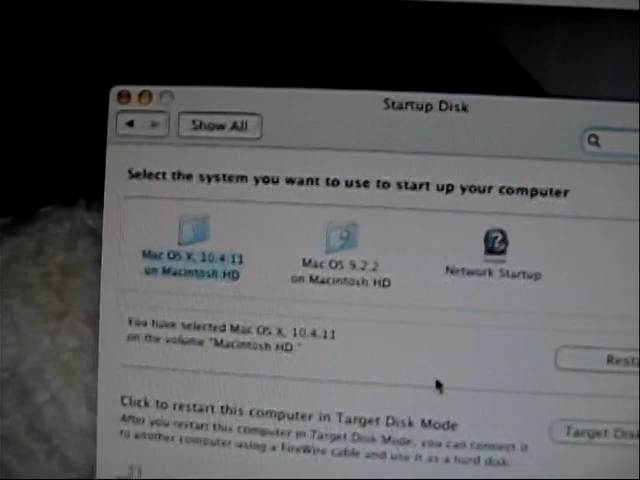 Startup Disk
Show All
Select the system you want to use to start up your computer
Mac OS X, 10.4.11
on Macintosh HD
Mac OS 9.2.2
on Macintosh HD
Network Startup
You have selected Mac OS X, 10.4.11
on the volume "Macintosh HD."
Resta
Click to restart this computer in Target Disk Mode
After you restart this computer in Target Disk Mode, you can connect it
to another computer using a FireWire cable and use it as a hard disk.
Target Dis